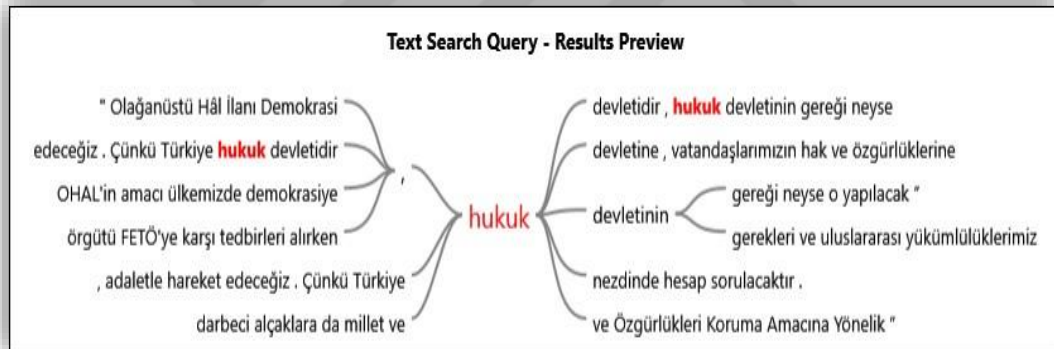 Text Search Query - Results Preview
" Olağanüstü Hâl İlanı Demokrasi
edeceğiz . Çünkü Türkiye hukuk devletidir
OHAL'in amacı ülkemizde demokrasiye
örgütü FETÖ'ye karşı tedbirleri alırken
,
, adaletle hareket edeceğiz . Çünkü Türkiye
darbeci alçaklara da millet ve
hukuk
devletidir , hukuk devletinin gereği neyse
devletine , vatandaşlarımızın hak ve özgürlüklerine
devletinin
gereği neyse o yapılacak "
gerekleri ve uluslararası yükümlülüklerimiz
nezdinde hesap sorulacaktır .
ve Özgürlükleri Koruma Amacına Yönelik "